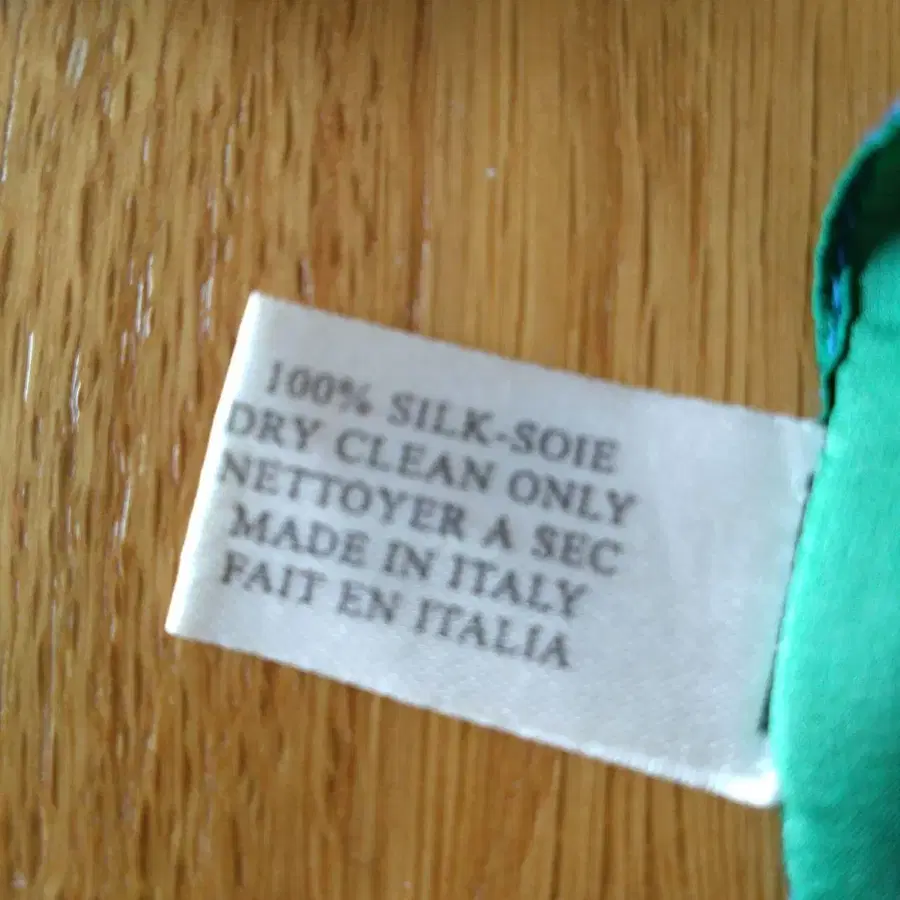 100% SILK-SOIE
DRY CLEAN ONLY
NETTOYER A SEC
MADE IN ITALY
FAIT EN ITALIA